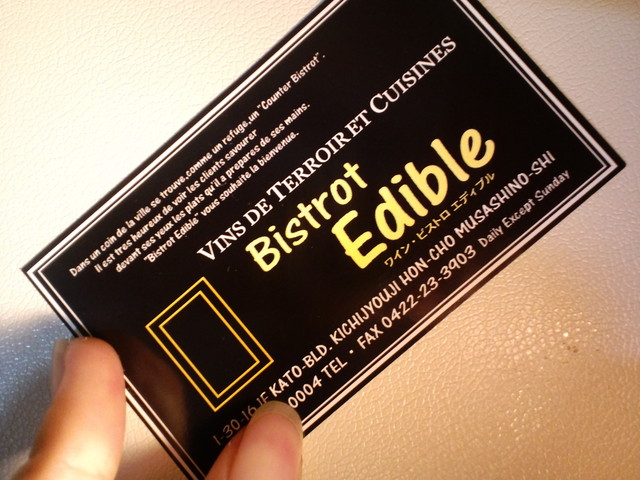 Dans un coin de la ville se trouve,comme un refuge,un "Counter Bistrot".
Il est tres heureux de voir les clients savourer
devant ses yeux les plats qu'il a prepares de ses mains.
"Bistrot Edible" vous souhaite la bienvenue.
VINS DE TERROIR ET CUISINES
Bistrot
Edible
ワイン・ビストロ エディブル
1-30-16 1F KATO-BLD. KICHIJYOUJI HON-CHO MUSASHINO-SHI
0004 TEL・FAX 0422-23-3903 Daily Except Sunday